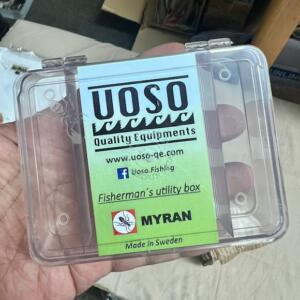 UOSO
Quality Equipments
www.uoso-qe.com
f Uoso.Fishing
Fisherman´s utility box
MYRAN
Made in Sweden